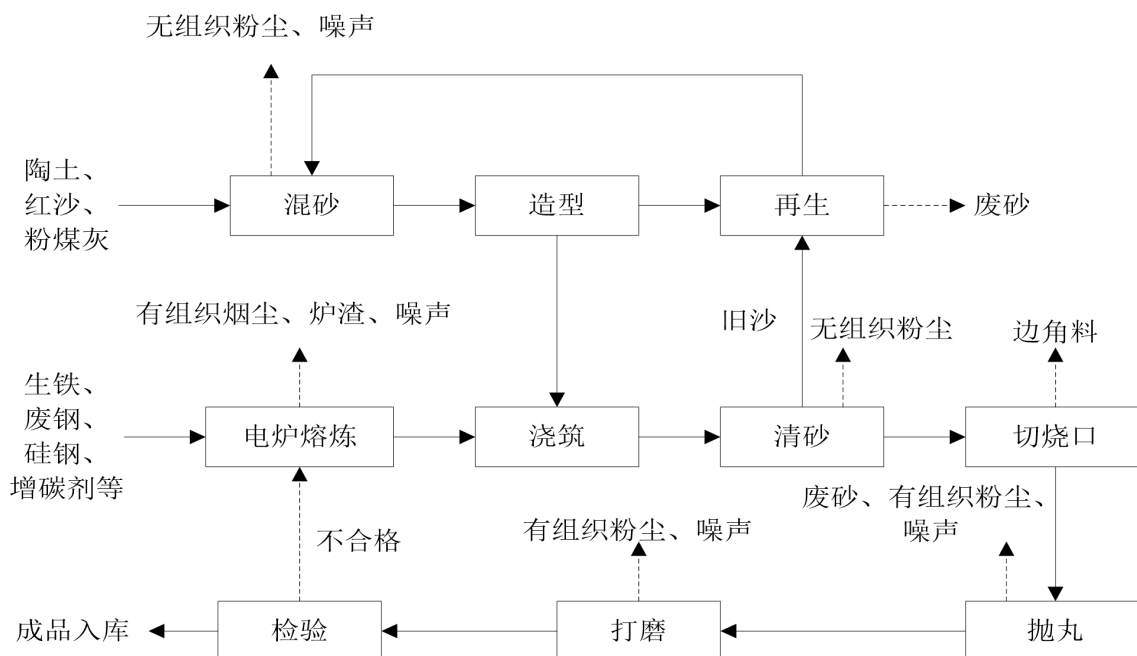 无组织粉尘、噪声
陶土、
红沙、
粉煤灰
混砂
造型
再生
废砂
有组织烟尘、炉渣、噪声
旧沙
无组织粉尘
边角料
生铁、
废钢、
硅钢、
增碳剂等
电炉熔炼
浇筑
清砂
切烧口
不合格
有组织粉尘、噪声
废砂、有组织粉尘、
噪声
成品入库
检验
打磨
抛丸